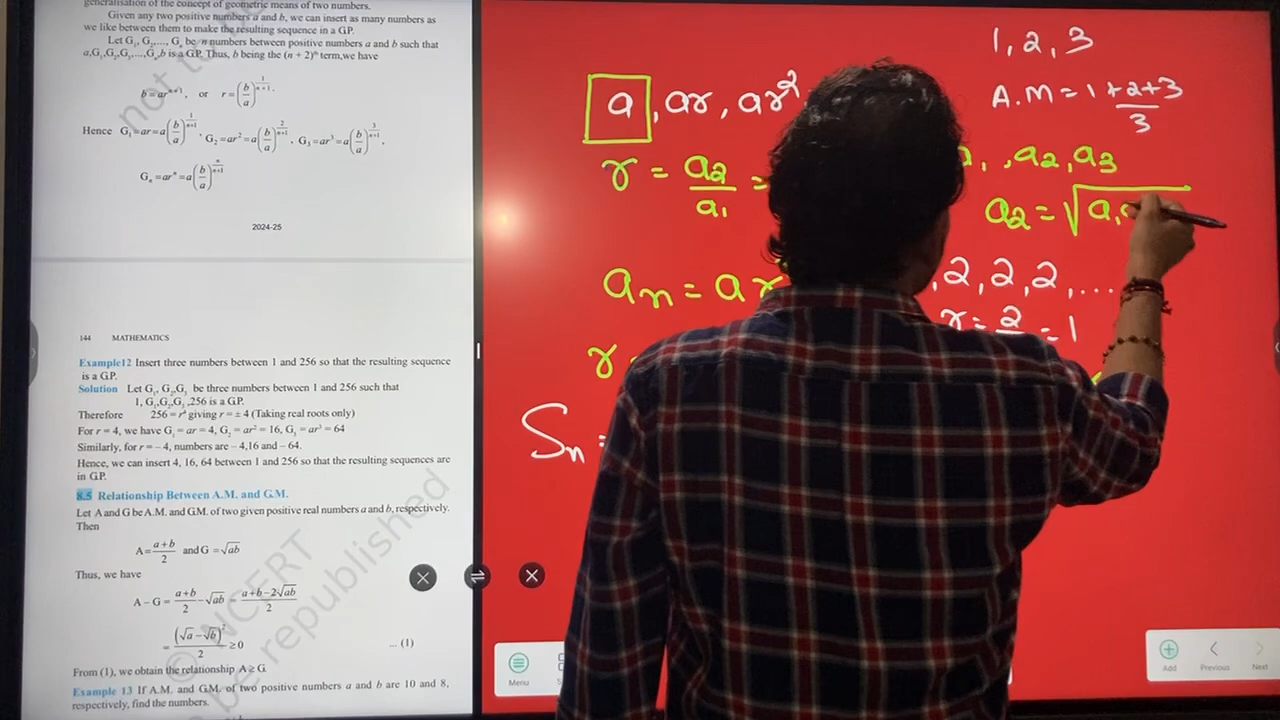 generalisation of the concept of geometric means of two numbers.
Given any two positive numbers a and b, we can insert as many numbers as
we like between them to make the resulting sequence in a G.P.
Let G₁, G₂,..., Gₙ be n numbers between positive numbers a and b such that
a,G₁,G₂,G₃,...,Gₙ,b is a G.P. Thus, b being the (n + 2)ᵗʰ term,we have
b = arⁿ⁺¹, or r = (b/a)^(1/(n+1)).
Hence G₁=ar=a(b/a)^(1/(n+1)), G₂=ar²=a(b/a)^(2/(n+1)), G₃=ar³=a(b/a)^(3/(n+1)),
Gₙ=arⁿ=a(b/a)^(n/(n+1))
2024-25
144 MATHEMATICS
Example12 Insert three numbers between 1 and 256 so that the resulting sequence
is a G.P.
Solution Let G₁, G₂,G₃ be three numbers between 1 and 256 such that
1, G₁,G₂,G₃ ,256 is a G.P.
Therefore 256 = r⁴ giving r = ± 4 (Taking real roots only)
For r = 4, we have G₁ = ar = 4, G₂ = ar² = 16, G₃ = ar³ = 64
Similarly, for r = – 4, numbers are – 4,16 and – 64.
Hence, we can insert 4, 16, 64 between 1 and 256 so that the resulting sequences are
in G.P.
8.5 Relationship Between A.M. and G.M.
Let A and G be A.M. and G.M. of two given positive real numbers a and b, respectively.
Then
A = (a+b)/2 and G = √ab
Thus, we have
A – G = (a+b)/2 – √ab = (a+b–2√ab)/2
= (√a–√b)²/2 ≥ 0 ... (1)
From (1), we obtain the relationship A ≥ G.
Example 13 If A.M. and G.M. of two positive numbers a and b are 10 and 8,
respectively, find the numbers.
not to be
© NCERT
be republished
1, 2, 3
A.M = (1+2+3)/3
a, ar, ar²
r = a₂/a₁ =
, a₂, a₃
a₂ = √a₁
aₙ = ar
, 2, 2, 2, ....
r = 2 = 1
r
Sₙ =
Menu
Add
Previous
Next